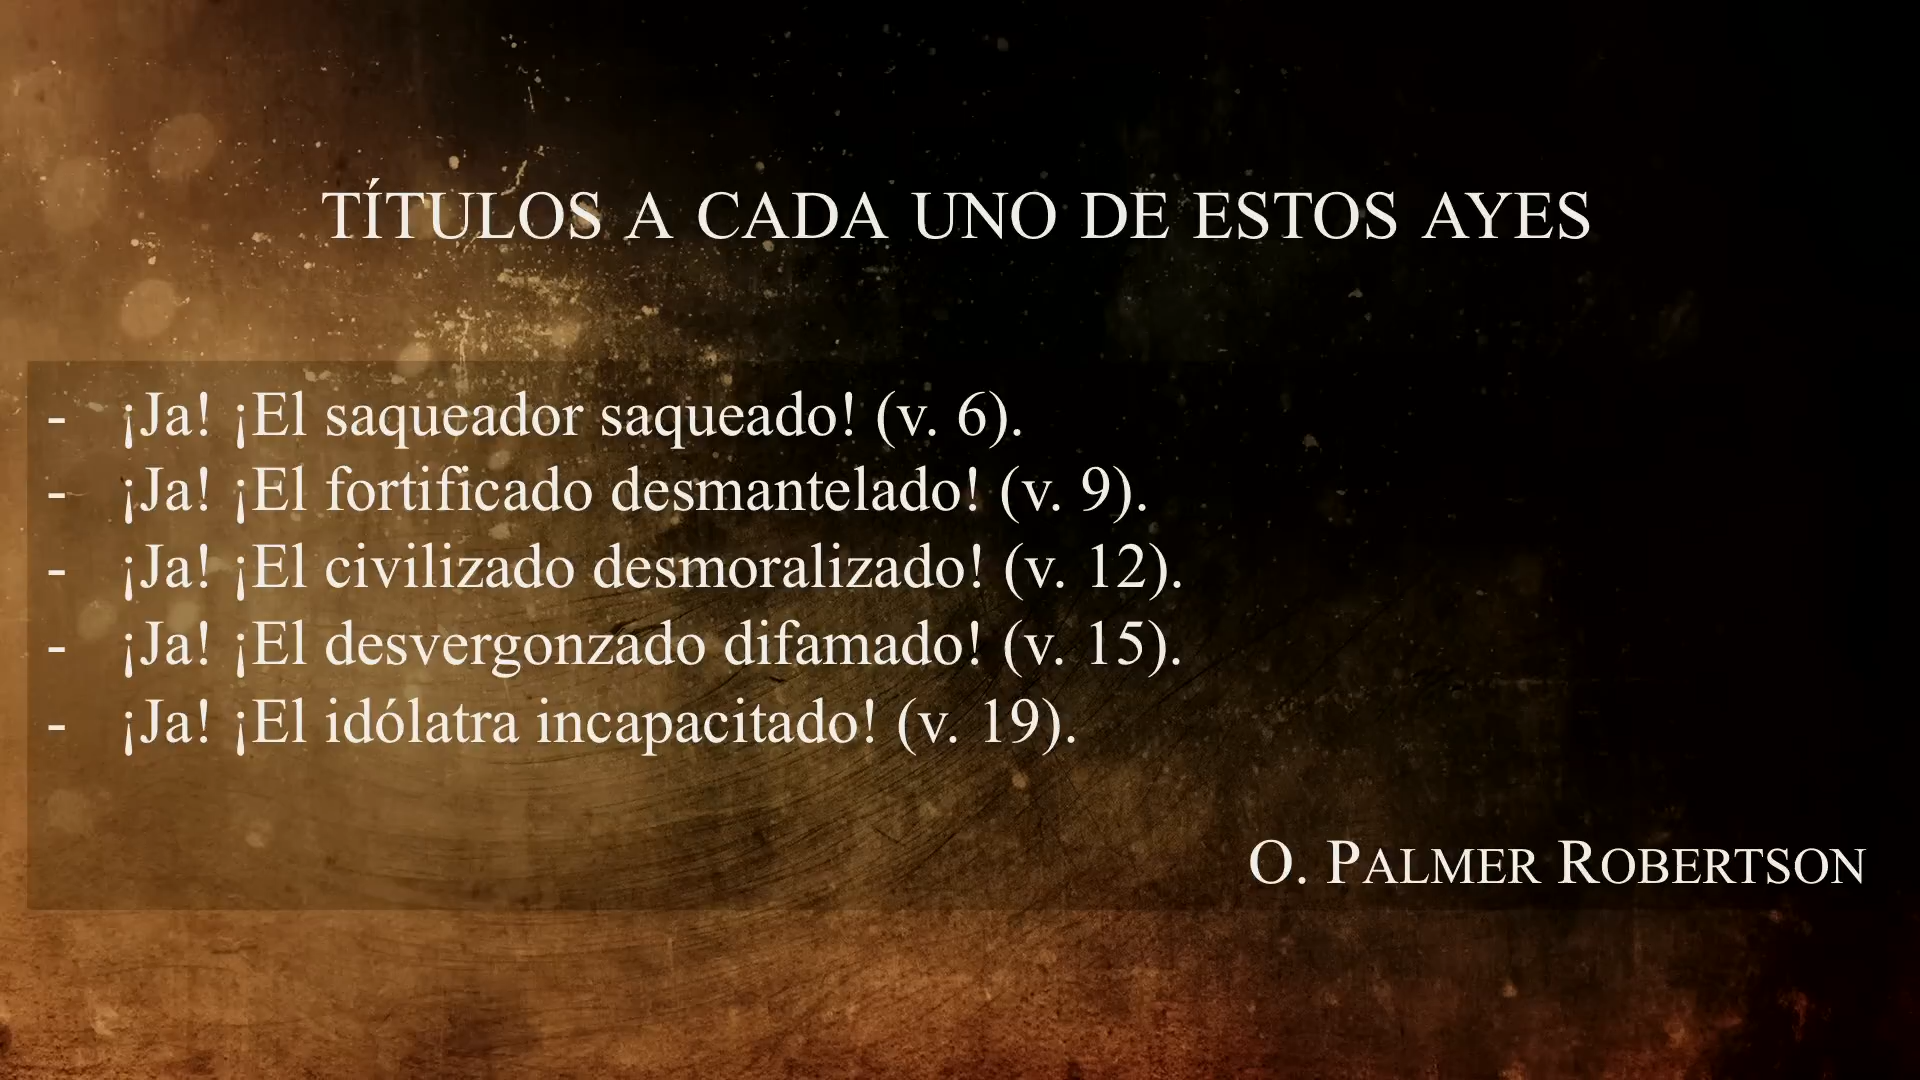 TÍTULOS A CADA UNO DE ESTOS AYES
- ¡Ja! ¡El saqueador saqueado! (v. 6).
- ¡Ja! ¡El fortificado desmantelado! (v. 9).
- ¡Ja! ¡El civilizado desmoralizado! (v. 12).
- ¡Ja! ¡El desvergonzado difamado! (v. 15).
- ¡Ja! ¡El idólatra incapacitado! (v. 19).
O. PALMER ROBERTSON